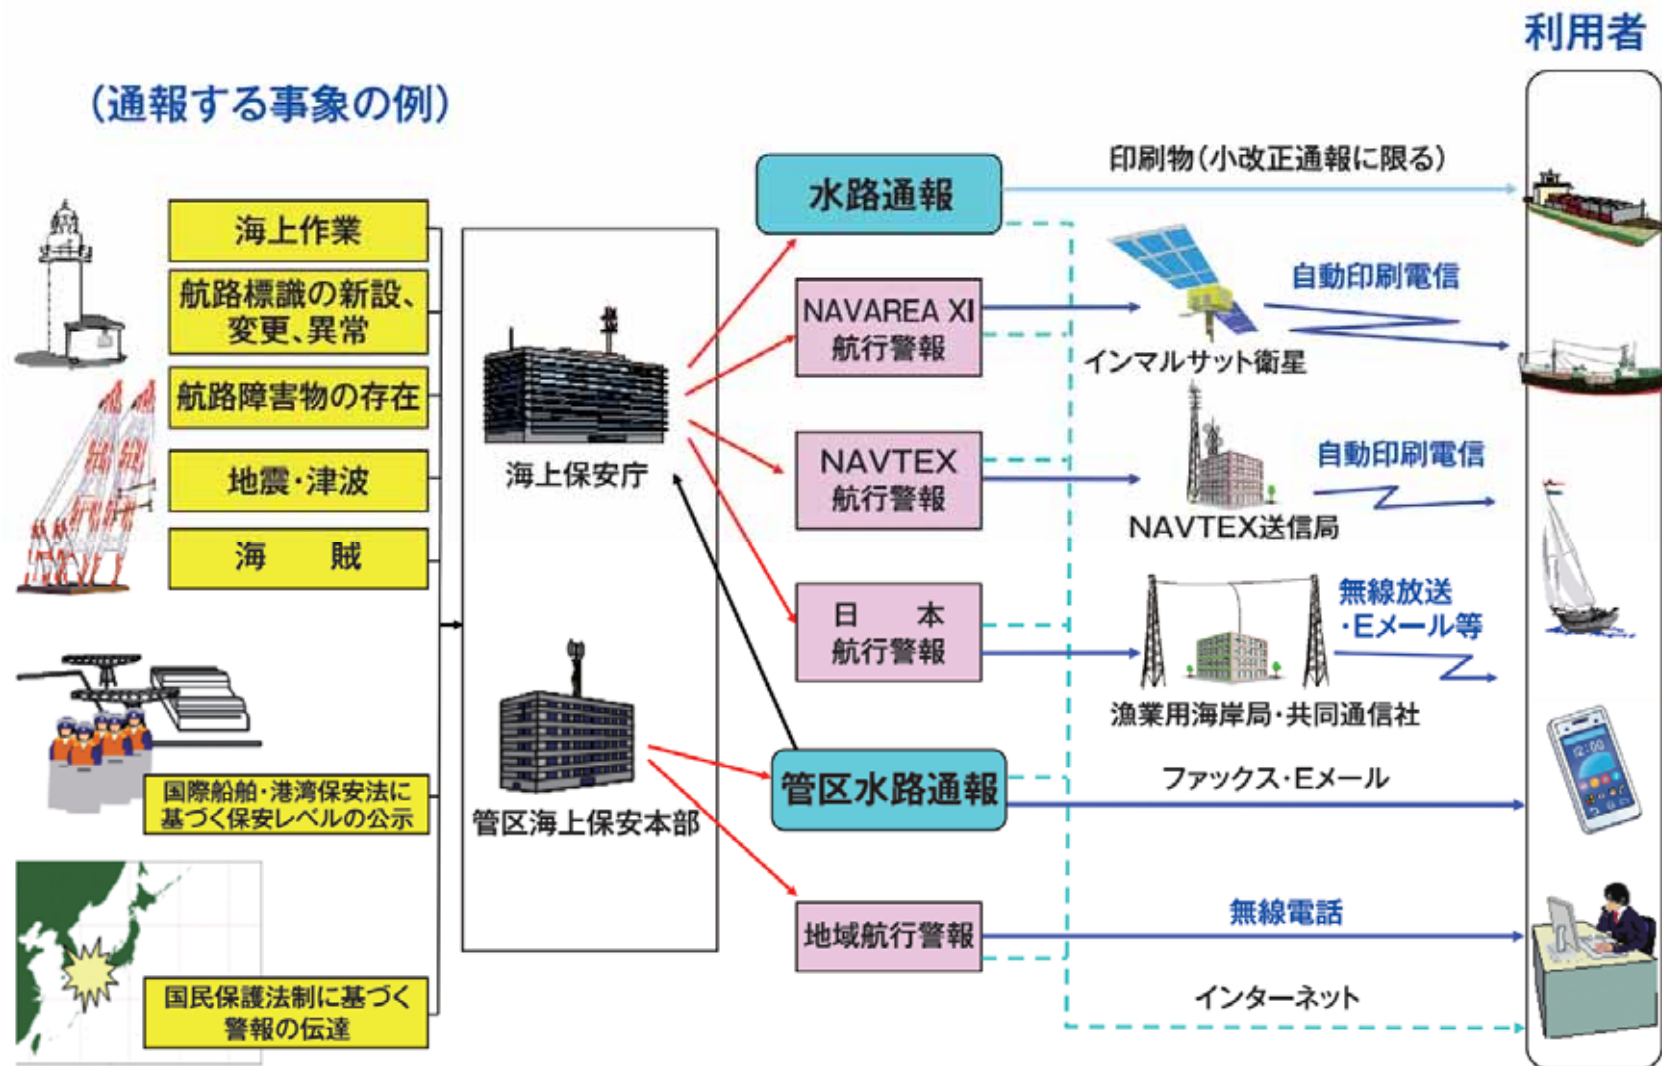 利用者
（通報する事象の例）
海上作業
航路標識の新設、
変更、異常
航路障害物の存在
地震・津波
海　賊
国際船舶・港湾保安法に
基づく保安レベルの公示
国民保護法制に基づく
警報の伝達
海上保安庁
管区海上保安本部
水路通報
NAVAREA XI
航行警報
NAVTEX
航行警報
日　本
航行警報
管区水路通報
地域航行警報
印刷物（小改正通報に限る）
自動印刷電信
インマルサット衛星
自動印刷電信
NAVTEX送信局
無線放送
・Eメール等
漁業用海岸局・共同通信社
ファックス・Eメール
無線電話
インターネット
12:00